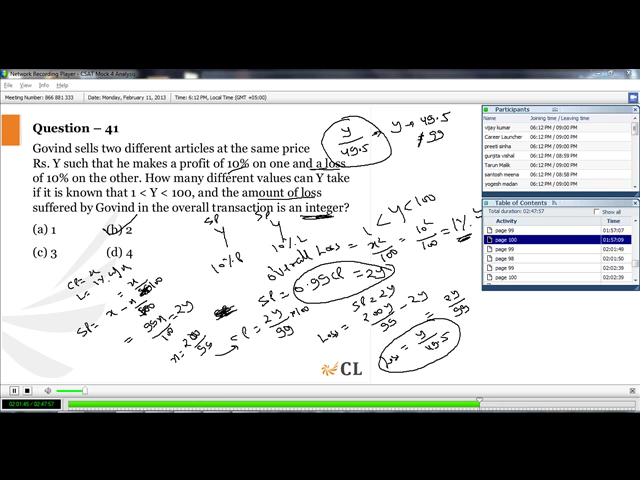 Network Recording Player - CSAT Mock 4 Analysis
File View Controls Help
Meeting Number: 866 881 333
Date: Monday, February 11, 2013
Time: 6:12 PM, Local Time (GMT +05:00)
Question – 41
Govind sells two different articles at the same price
Rs. Y such that he makes a profit of 10% on one and a loss
of 10% on the other. How many different values can Y take
if it is known that 1 < Y < 100, and the amount of loss
suffered by Govind in the overall transaction is an integer?
(a) 1 (b) 2
(c) 3 (d) 4
y/49.5 → y → 49.5
99
SP SP
Y Y
10% P 10% L
1 < y < 100
overall Loss = x²/100 = 10²/100 = 1%
SP = 0.99CP = 2y
CP = x
SP = x - x/100
= 99x/100 = 2y
x = 200/99
CP = 2y/99 × 100
SP = 2y
Loss = 200y/99 - 2y = 2y/99
Loss = y/49.5
CL
Participants
Name Joining time / Leaving time
vijay kumar 06:12 PM / 09:00 PM
Career Launcher 06:12 PM / 09:00 PM
preeti sinha 06:12 PM / 09:00 PM
gunjita vishal 06:12 PM / 08:59 PM
Tarun Malik 06:12 PM / 09:00 PM
santosh meena 06:12 PM / 08:58 PM
yogesh madan 06:12 PM / 09:00 PM
Table of Contents
Total duration: 02:47:57
Show all
Activity Time
page 99 01:57:07
page 100 01:57:09
page 99 02:01:49
page 98 02:01:50
page 99 02:01:52
page 100
02:01:45 / 02:47:57